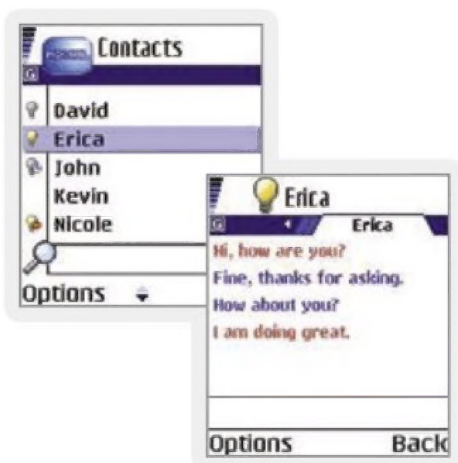 Contacts
G
David
Erica
John
Kevin
Nicole
Options
Erica
G
Erica
Hi, how are you?
Fine, thanks for asking.
How about you?
I am doing great.
Options Back